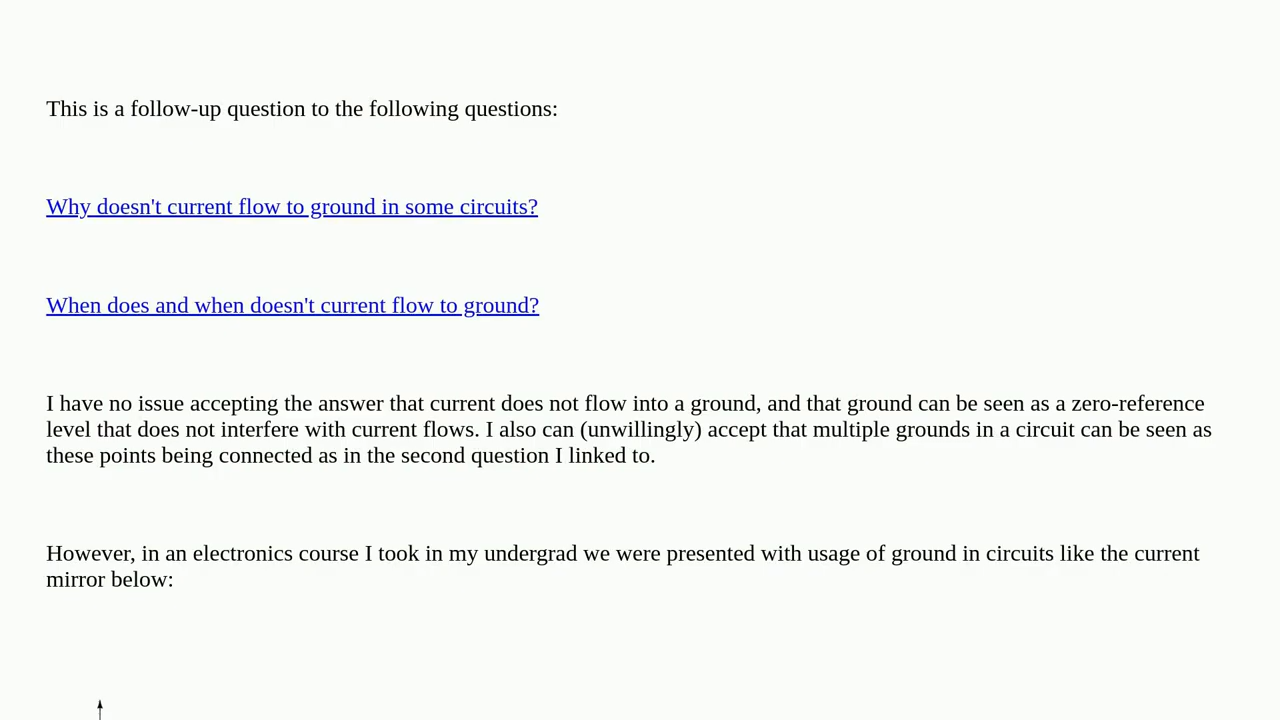 This is a follow-up question to the following questions:
Why doesn't current flow to ground in some circuits?
When does and when doesn't current flow to ground?
I have no issue accepting the answer that current does not flow into a ground, and that ground can be seen as a zero-reference
level that does not interfere with current flows. I also can (unwillingly) accept that multiple grounds in a circuit can be seen as
these points being connected as in the second question I linked to.
However, in an electronics course I took in my undergrad we were presented with usage of ground in circuits like the current
mirror below: